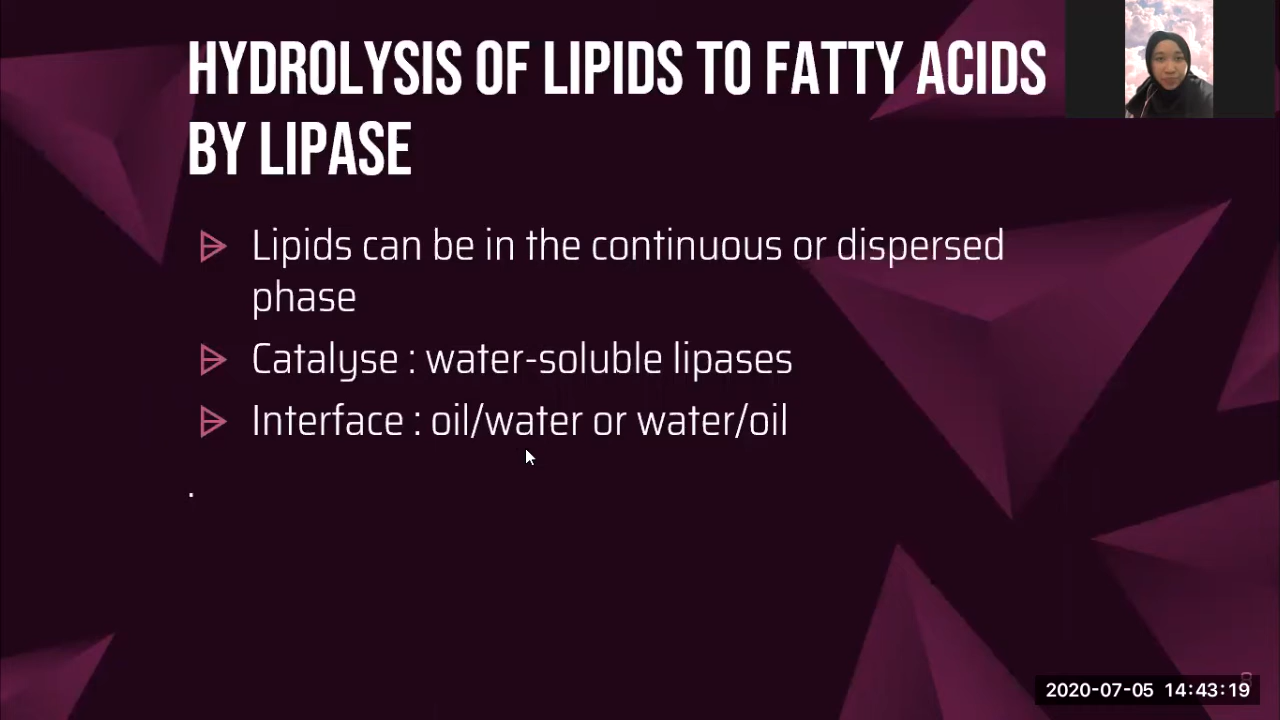 HYDROLYSIS OF LIPIDS TO FATTY ACIDS
BY LIPASE
Lipids can be in the continuous or dispersed
phase
Catalyse : water-soluble lipases
Interface : oil/water or water/oil
.
2020-07-05 14:43:19